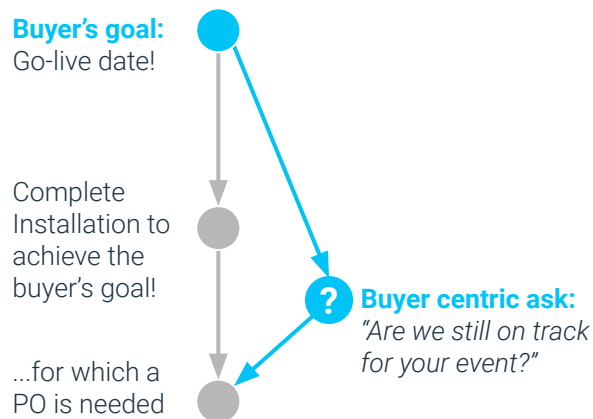 Buyer’s goal:
Go-live date!
Complete
Installation to
achieve the
buyer’s goal!
?
Buyer centric ask:
“Are we still on track
for your event?”
...for which a
PO is needed